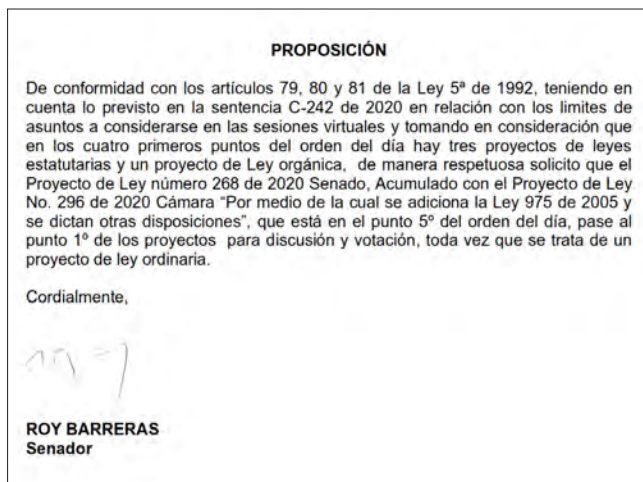 PROPOSICIÓN
De conformidad con los artículos 79, 80 y 81 de la Ley 5ª de 1992, teniendo en
cuenta lo previsto en la sentencia C-242 de 2020 en relación con los limites de
asuntos a considerarse en las sesiones virtuales y tomando en consideración que
en los cuatro primeros puntos del orden del día hay tres proyectos de leyes
estatutarias y un proyecto de Ley orgánica, de manera respetuosa solicito que el
Proyecto de Ley número 268 de 2020 Senado, Acumulado con el Proyecto de Ley
No. 296 de 2020 Cámara “Por medio de la cual se adiciona la Ley 975 de 2005 y
se dictan otras disposiciones”, que está en el punto 5º del orden del día, pase al
punto 1º de los proyectos para discusión y votación, toda vez que se trata de un
proyecto de ley ordinaria.
Cordialmente,
ROY BARRERAS
Senador